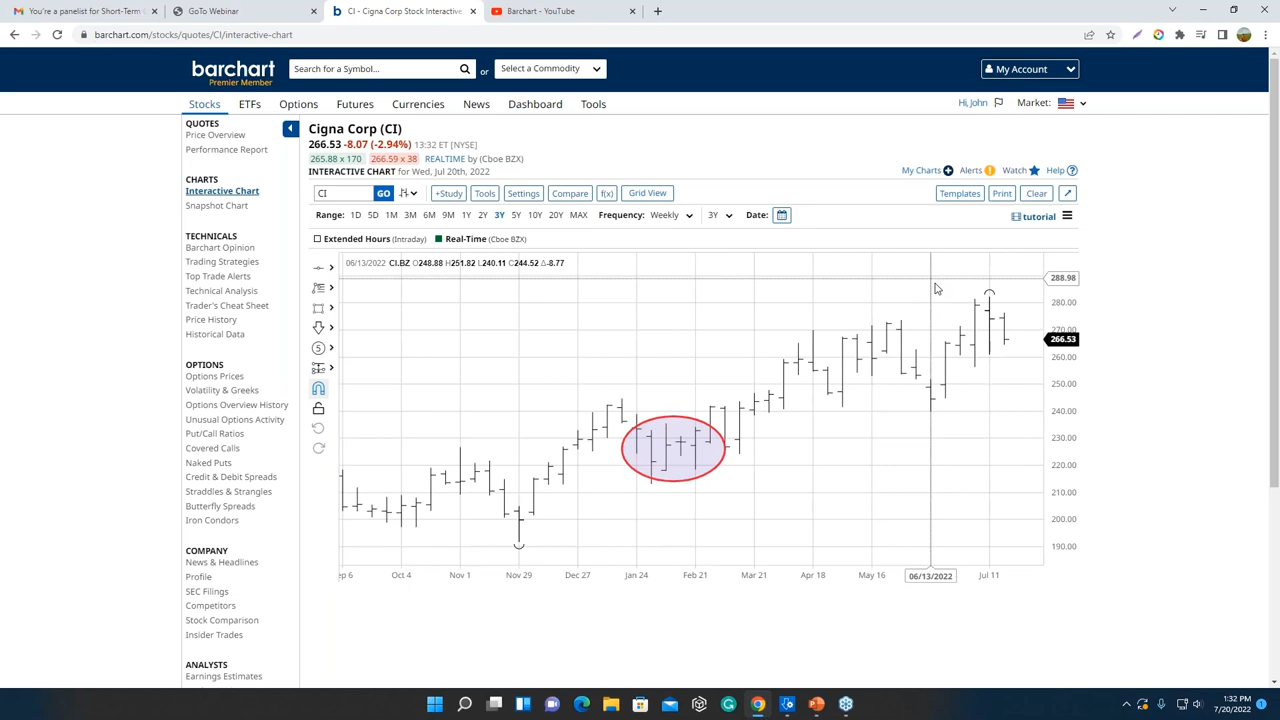 You're a panelist for Short-Term
GoTo Webinar
CI - Cigna Corp Stock Interactive
Barchart - YouTube
barchart.com/stocks/quotes/CI/interactive-chart
barchart
Premier Member
Search for a Symbol...
or
Select a Commodity
My Account
Stocks ETFs Options Futures Currencies News Dashboard Tools
Hi, John
Market:
QUOTES
Price Overview
Performance Report
CHARTS
Interactive Chart
Snapshot Chart
TECHNICALS
Barchart Opinion
Trading Strategies
Top Trade Alerts
Technical Analysis
Trader's Cheat Sheet
Price History
Historical Data
OPTIONS
Options Prices
Volatility & Greeks
Options Overview History
Unusual Options Activity
Put/Call Ratios
Covered Calls
Naked Puts
Credit & Debit Spreads
Straddles & Strangles
Butterfly Spreads
Iron Condors
COMPANY
News & Headlines
Profile
SEC Filings
Competitors
Stock Comparison
Insider Trades
ANALYSTS
Earnings Estimates
Cigna Corp (CI)
266.53 -8.07 (-2.94%) 13:32 ET [NYSE]
265.88 x 170 266.59 x 38 REALTIME by (Cboe BZX)
INTERACTIVE CHART for Wed, Jul 20th, 2022
My Charts Alerts Watch Help
CI GO +Study Tools Settings Compare f(x) Grid View
Templates Print Clear
Range: 1D 5D 1M 3M 6M 9M 1Y 2Y 3Y 5Y 10Y 20Y MAX Frequency: Weekly 3Y Date:
tutorial
Extended Hours (Intraday) Real-Time (Cboe BZX)
06/13/2022 CI.BZ O248.88 H251.82 L240.11 C244.52 Δ-8.77
288.98
280.00
270.00
266.53
260.00
250.00
240.00
230.00
220.00
210.00
200.00
190.00
5
ep 6 Oct 4 Nov 1 Nov 29 Dec 27 Jan 24 Feb 21 Mar 21 Apr 18 May 16 06/13/2022 Jul 11
1:32 PM
7/20/2022